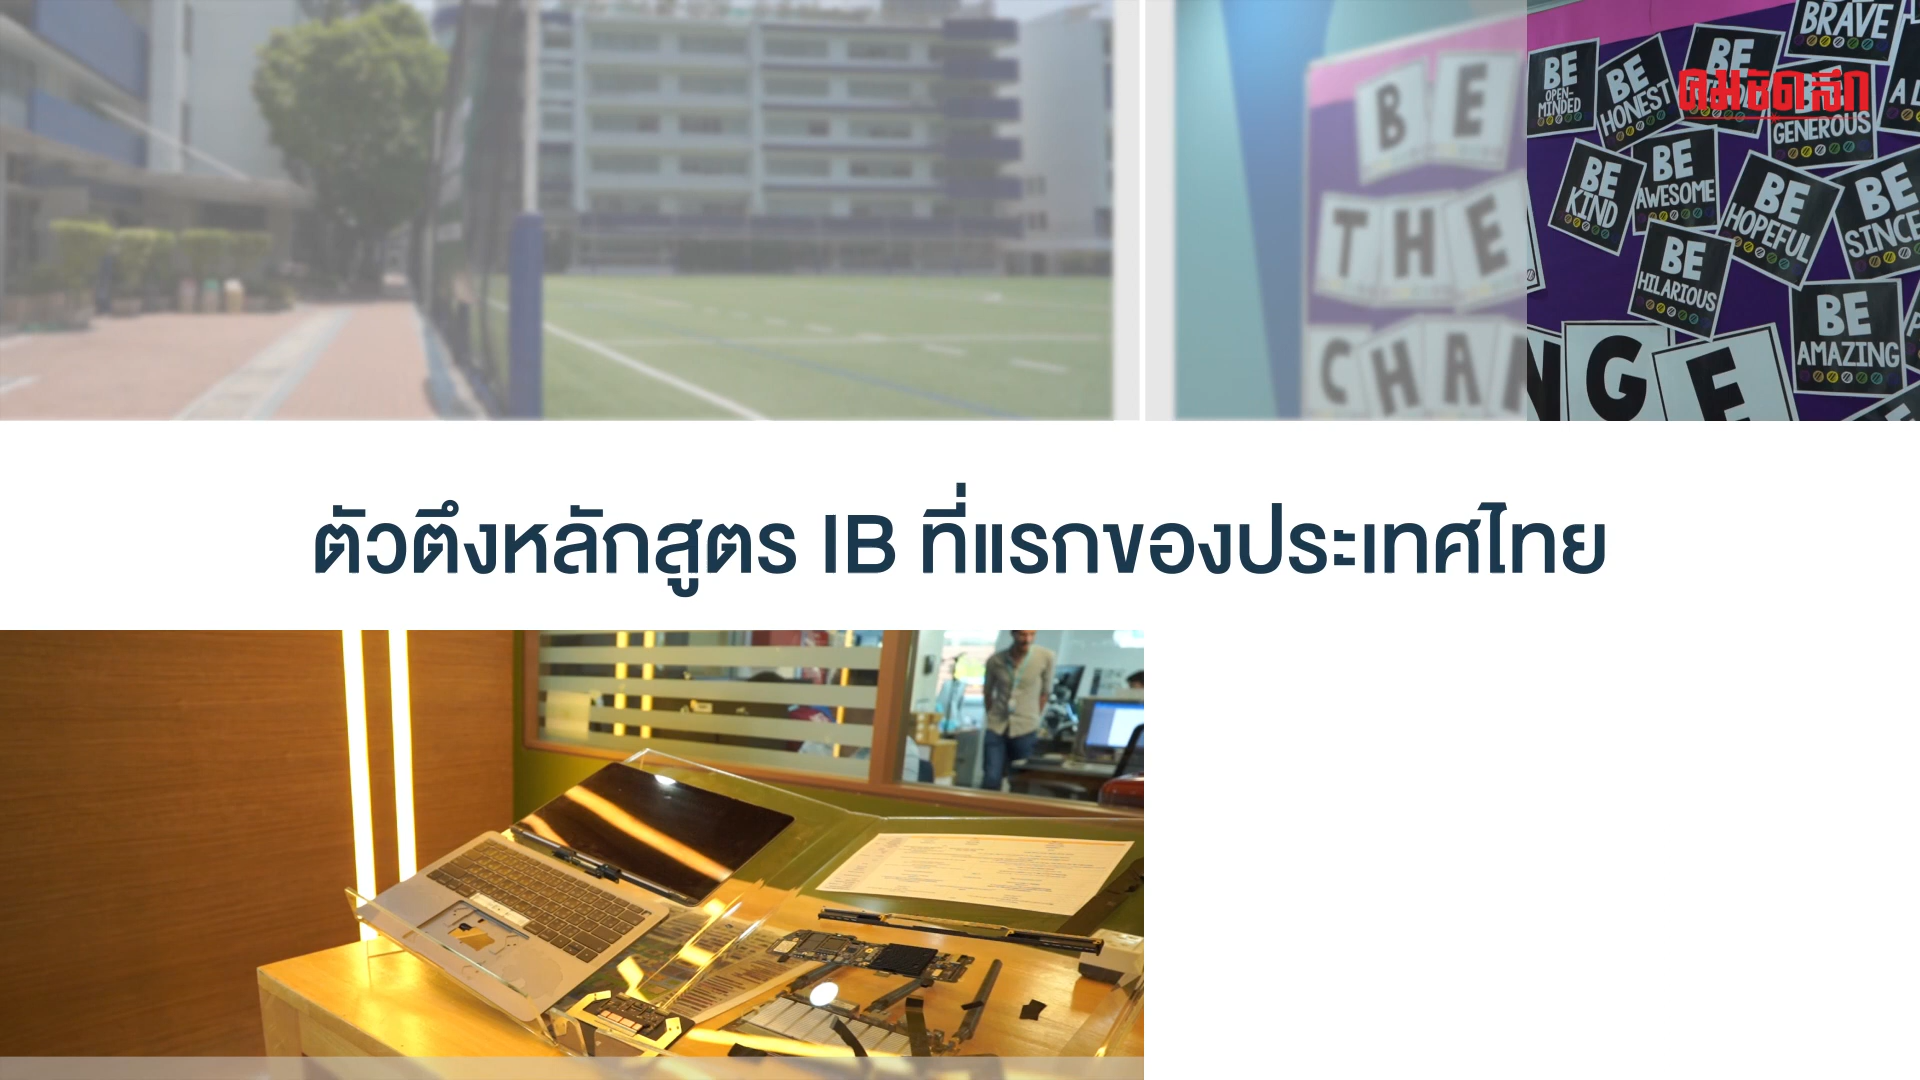 BE
THE
CHANGE
BE BRAVE
BE OPEN-MINDED
BE HONEST
BE
คมชัดลึก
GENEROUS
BE KIND
BE AWESOME
BE HOPEFUL
BE
BE HILARIOUS
BE AMAZING
ตัวตึงหลักสูตร IB ที่แรกของประเทศไทย